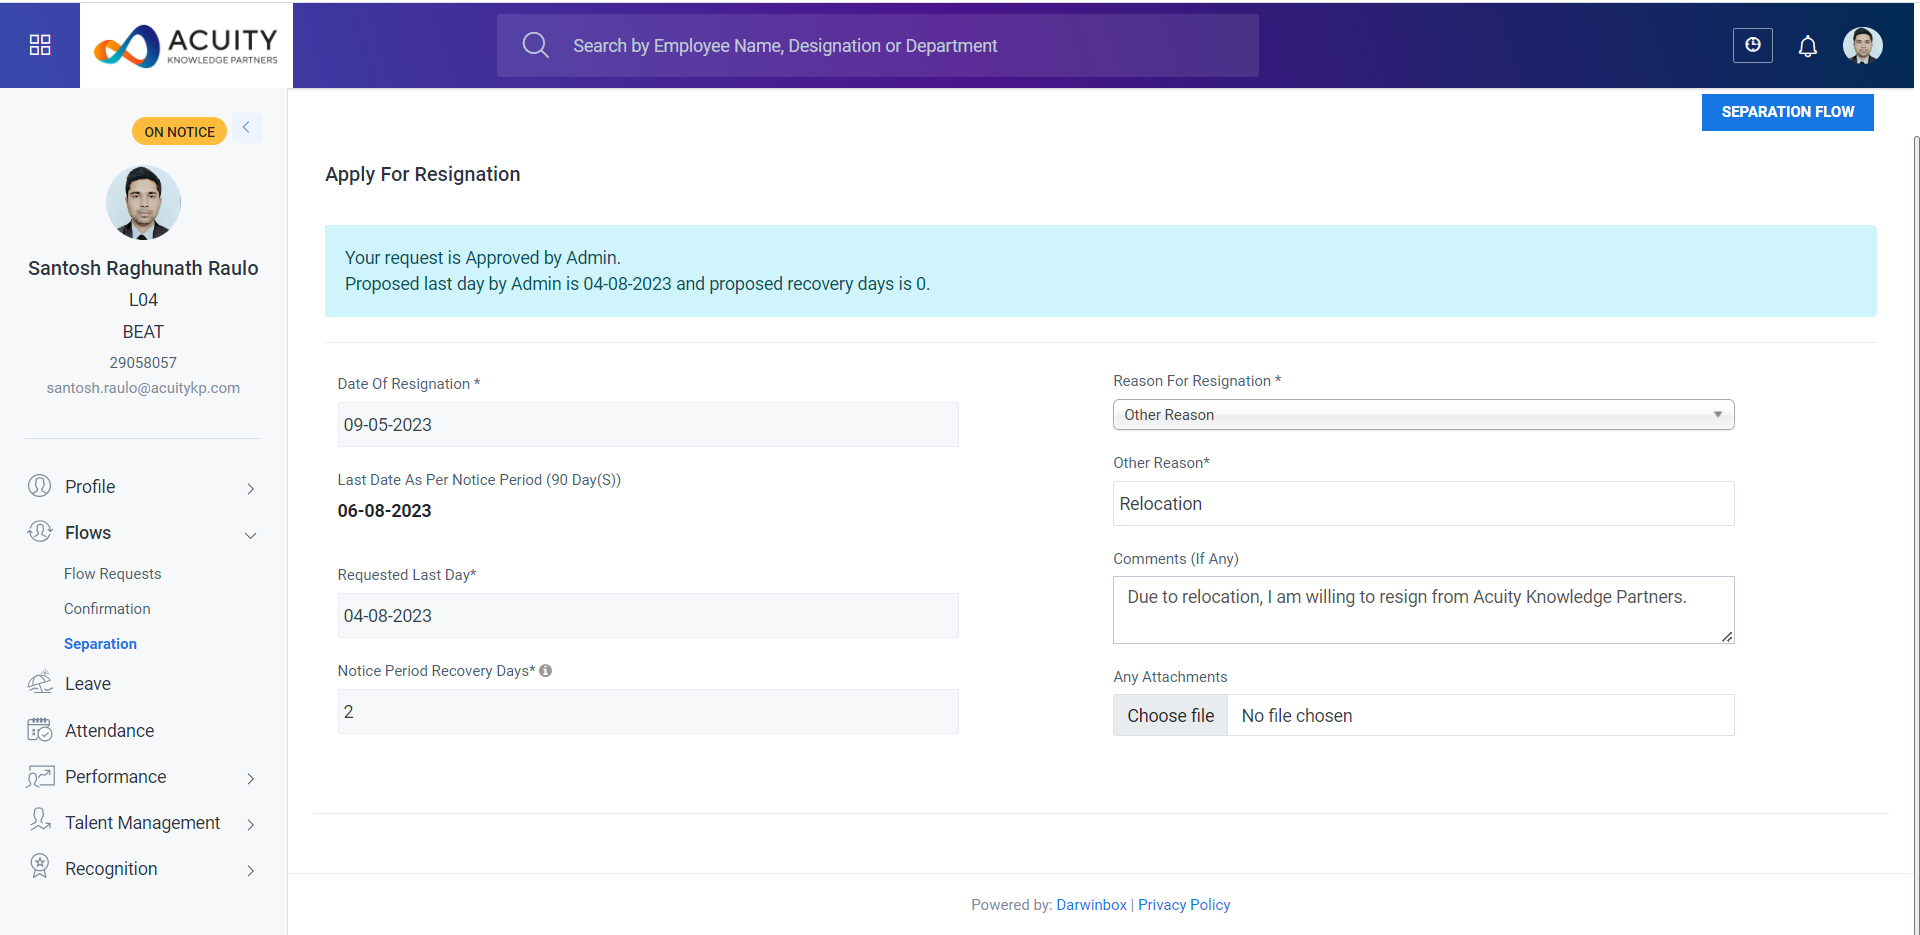 ACUITY
KNOWLEDGE PARTNERS
Search by Employee Name, Designation or Department
ON NOTICE
Santosh Raghunath Raulo
L04
BEAT
29058057
santosh.raulo@acuitykp.com
Profile
Flows
Flow Requests
Confirmation
Separation
Leave
Attendance
Performance
Talent Management
Recognition
SEPARATION FLOW
Apply For Resignation
Your request is Approved by Admin.
Proposed last day by Admin is 04-08-2023 and proposed recovery days is 0.
Date Of Resignation *
09-05-2023
Last Date As Per Notice Period (90 Day(S))
06-08-2023
Requested Last Day*
04-08-2023
Notice Period Recovery Days*
2
Reason For Resignation *
Other Reason
Other Reason*
Relocation
Comments (If Any)
Due to relocation, I am willing to resign from Acuity Knowledge Partners.
Any Attachments
Choose file No file chosen
Powered by: Darwinbox | Privacy Policy